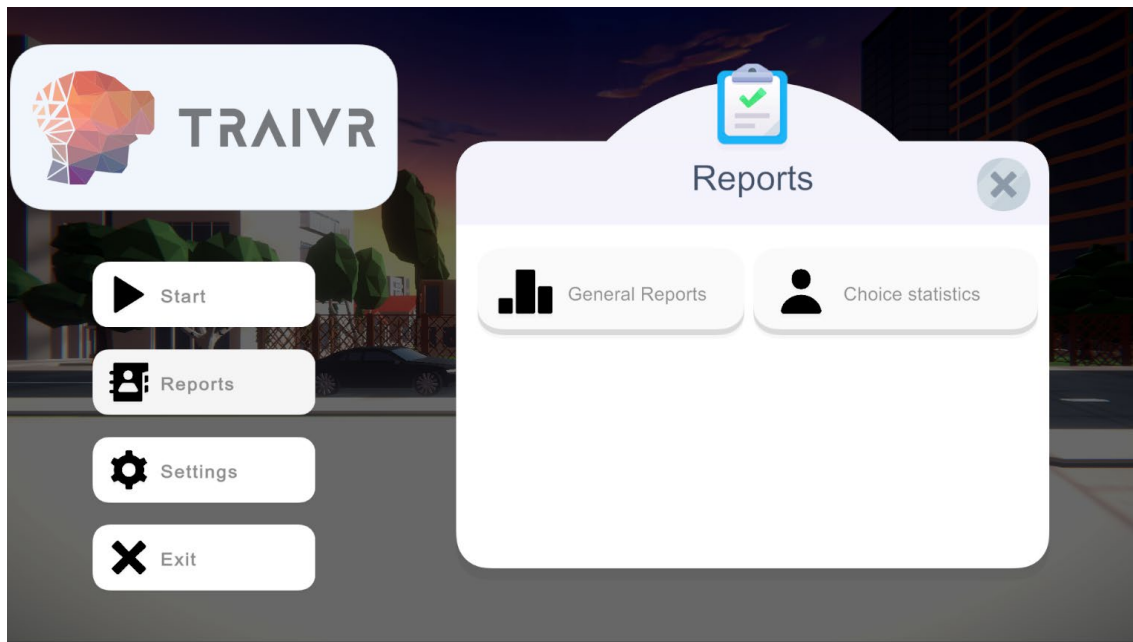 TRAIVR
Start
Reports
Settings
Exit
Reports
General Reports
Choice statistics